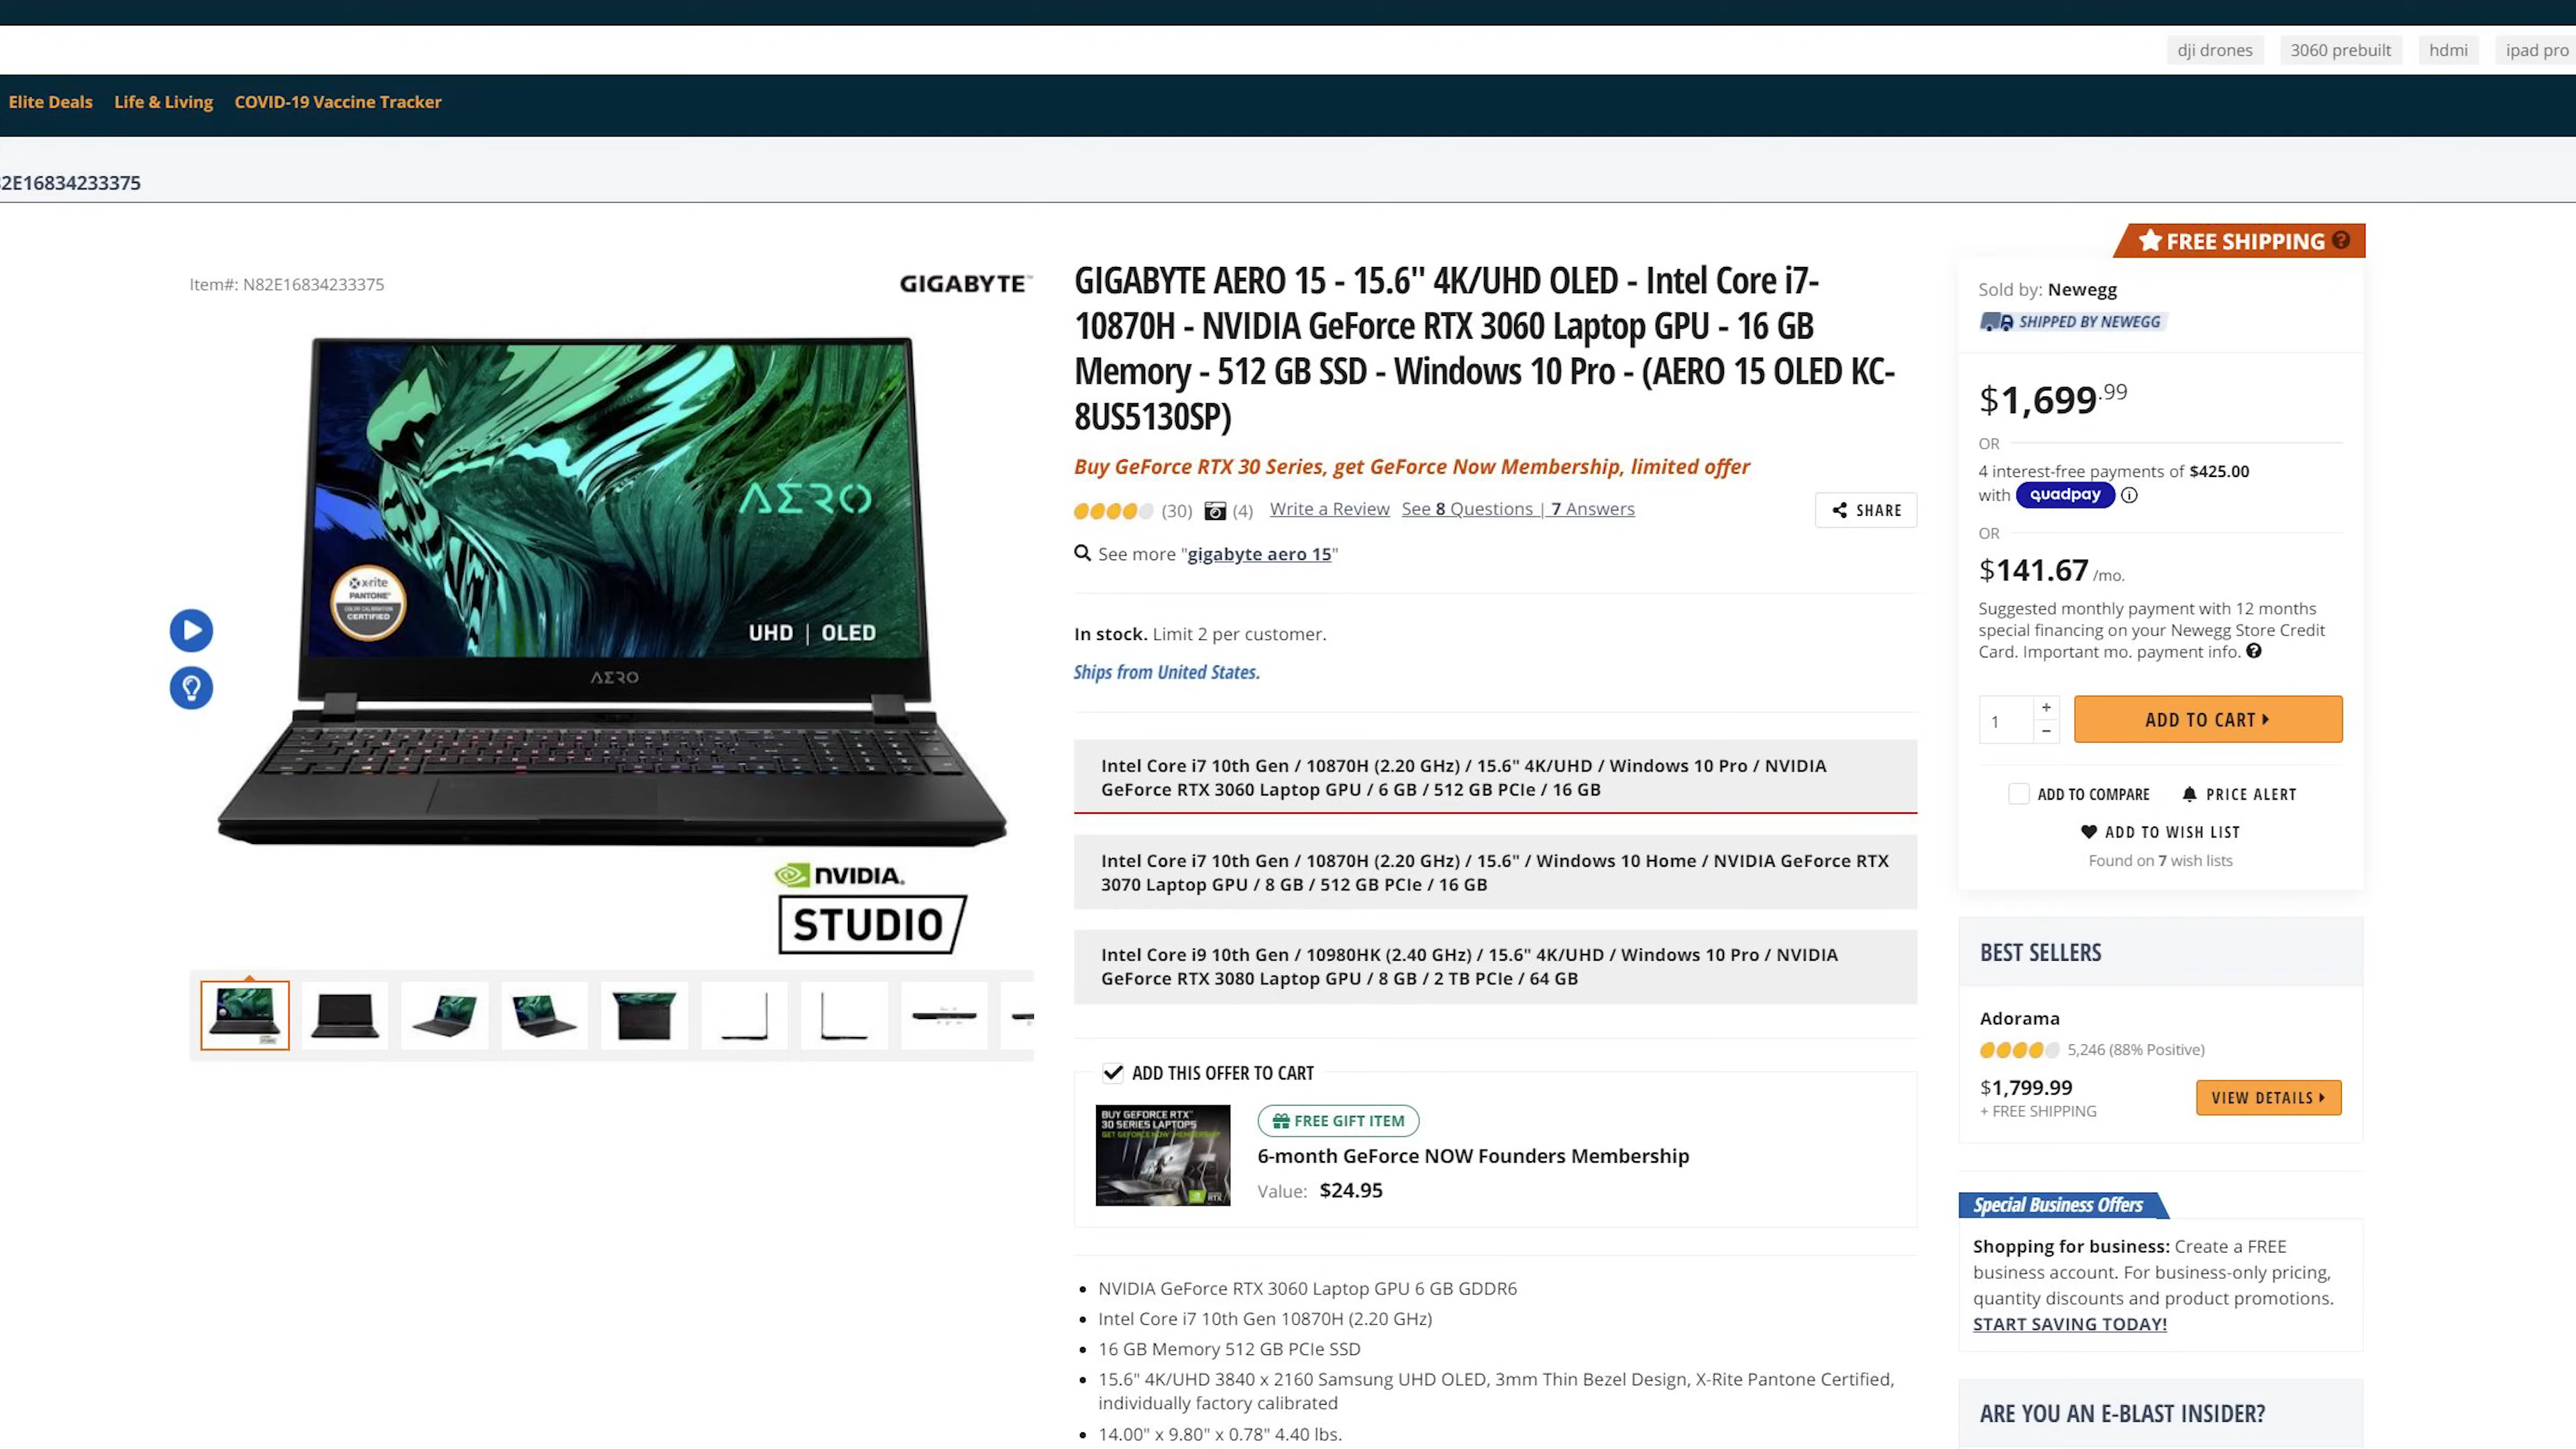 dji drones 3060 prebuilt hdmi ipad pro
Elite Deals Life & Living COVID-19 Vaccine Tracker
2E16834233375
Item#: N82E16834233375
GIGABYTE
AERO
x-rite
PANTONE
COLOR CALIBRATION
CERTIFIED
UHD | OLED
AERO
NVIDIA.
STUDIO
GIGABYTE AERO 15 - 15.6" 4K/UHD OLED - Intel Core i7-
10870H - NVIDIA GeForce RTX 3060 Laptop GPU - 16 GB
Memory - 512 GB SSD - Windows 10 Pro - (AERO 15 OLED KC-
8US5130SP)
Buy GeForce RTX 30 Series, get GeForce Now Membership, limited offer
(30) (4) Write a Review See 8 Questions | 7 Answers
SHARE
See more "gigabyte aero 15"
In stock. Limit 2 per customer.
Ships from United States.
Intel Core i7 10th Gen / 10870H (2.20 GHz) / 15.6" 4K/UHD / Windows 10 Pro / NVIDIA
GeForce RTX 3060 Laptop GPU / 6 GB / 512 GB PCIe / 16 GB
Intel Core i7 10th Gen / 10870H (2.20 GHz) / 15.6" / Windows 10 Home / NVIDIA GeForce RTX
3070 Laptop GPU / 8 GB / 512 GB PCIe / 16 GB
Intel Core i9 10th Gen / 10980HK (2.40 GHz) / 15.6" 4K/UHD / Windows 10 Pro / NVIDIA
GeForce RTX 3080 Laptop GPU / 8 GB / 2 TB PCIe / 64 GB
ADD THIS OFFER TO CART
BUY GEFORCE RTX
30 SERIES LAPTOPS
GET GEFORCE NOW MEMBERSHIP
FREE GIFT ITEM
6-month GeForce NOW Founders Membership
Value: $24.95
NVIDIA GeForce RTX 3060 Laptop GPU 6 GB GDDR6
Intel Core i7 10th Gen 10870H (2.20 GHz)
16 GB Memory 512 GB PCIe SSD
15.6" 4K/UHD 3840 x 2160 Samsung UHD OLED, 3mm Thin Bezel Design, X-Rite Pantone Certified,
individually factory calibrated
14.00" x 9.80" x 0.78" 4.40 lbs.
FREE SHIPPING
Sold by: Newegg
SHIPPED BY NEWEGG
$1,699.99
OR
4 interest-free payments of $425.00
with quadpay
OR
$141.67 /mo.
Suggested monthly payment with 12 months
special financing on your Newegg Store Credit
Card. Important mo. payment info.
1 + −
ADD TO CART
ADD TO COMPARE PRICE ALERT
ADD TO WISH LIST
Found on 7 wish lists
BEST SELLERS
Adorama
5,246 (88% Positive)
$1,799.99
+ FREE SHIPPING
VIEW DETAILS
Special Business Offers
Shopping for business: Create a FREE
business account. For business-only pricing,
quantity discounts and product promotions.
START SAVING TODAY!
ARE YOU AN E-BLAST INSIDER?